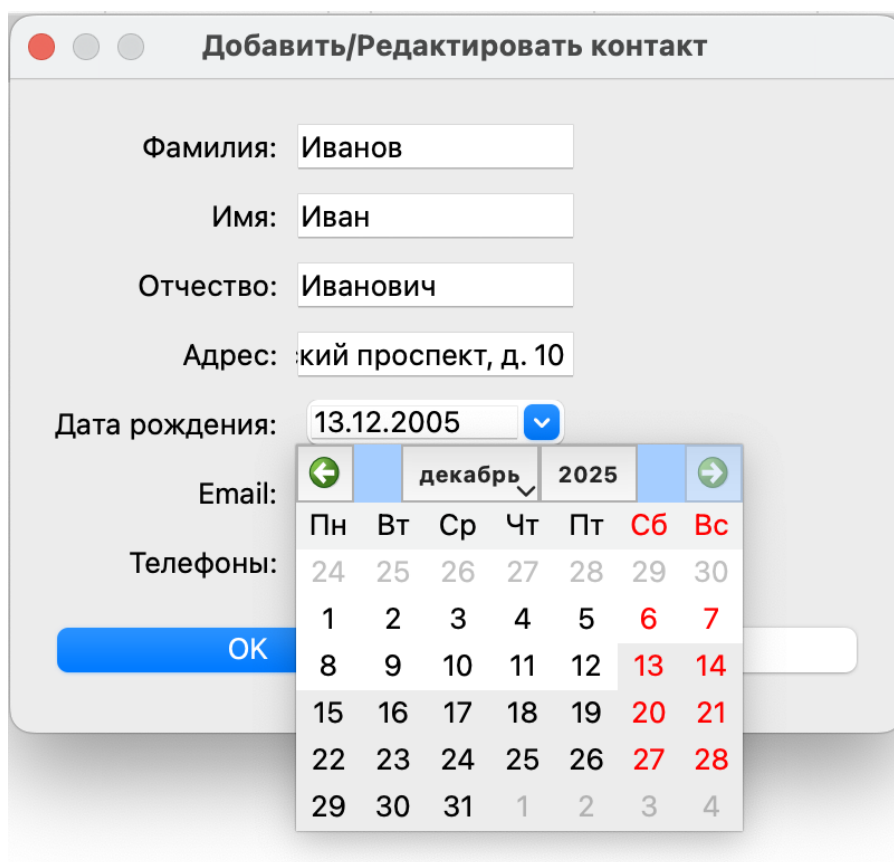 Добавить/Редактировать контакт
Фамилия: Иванов
Имя: Иван
Отчество: Иванович
Адрес: кий проспект, д. 10
Дата рождения: 13.12.2005
Email:
Телефоны:
OK
декабрь 2025
Пн Вт Ср Чт Пт Сб Вс
24 25 26 27 28 29 30
1 2 3 4 5 6 7
8 9 10 11 12 13 14
15 16 17 18 19 20 21
22 23 24 25 26 27 28
29 30 31 1 2 3 4